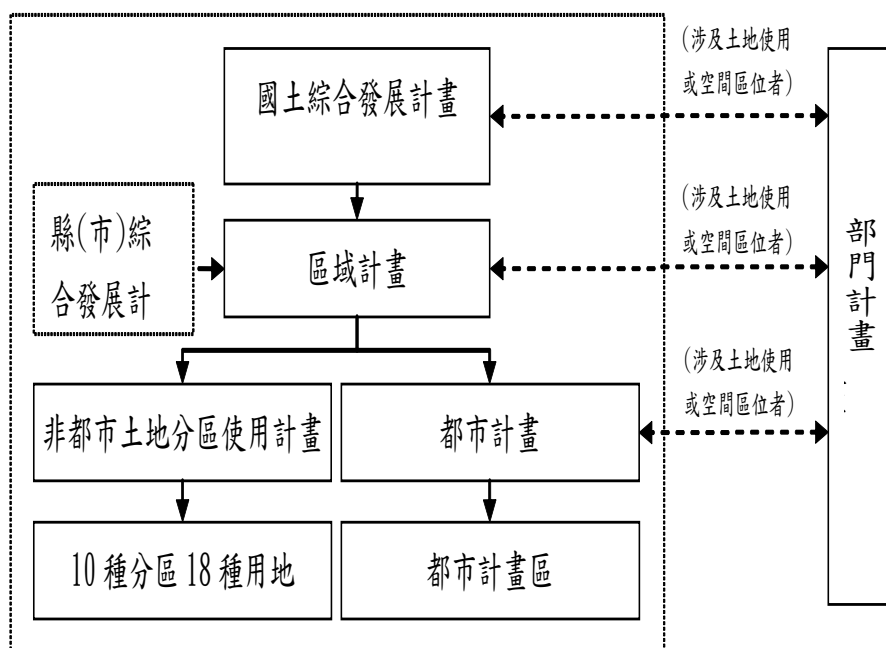 (涉及土地使用
或空間區位者)
國土綜合發展計畫
(涉及土地使用
或空間區位者)
縣(市)綜
合發展計
區域計畫
部門計畫
(涉及土地使用
或空間區位者)
非都市土地分區使用計畫
都市計畫
10種分區18種用地
都市計畫區